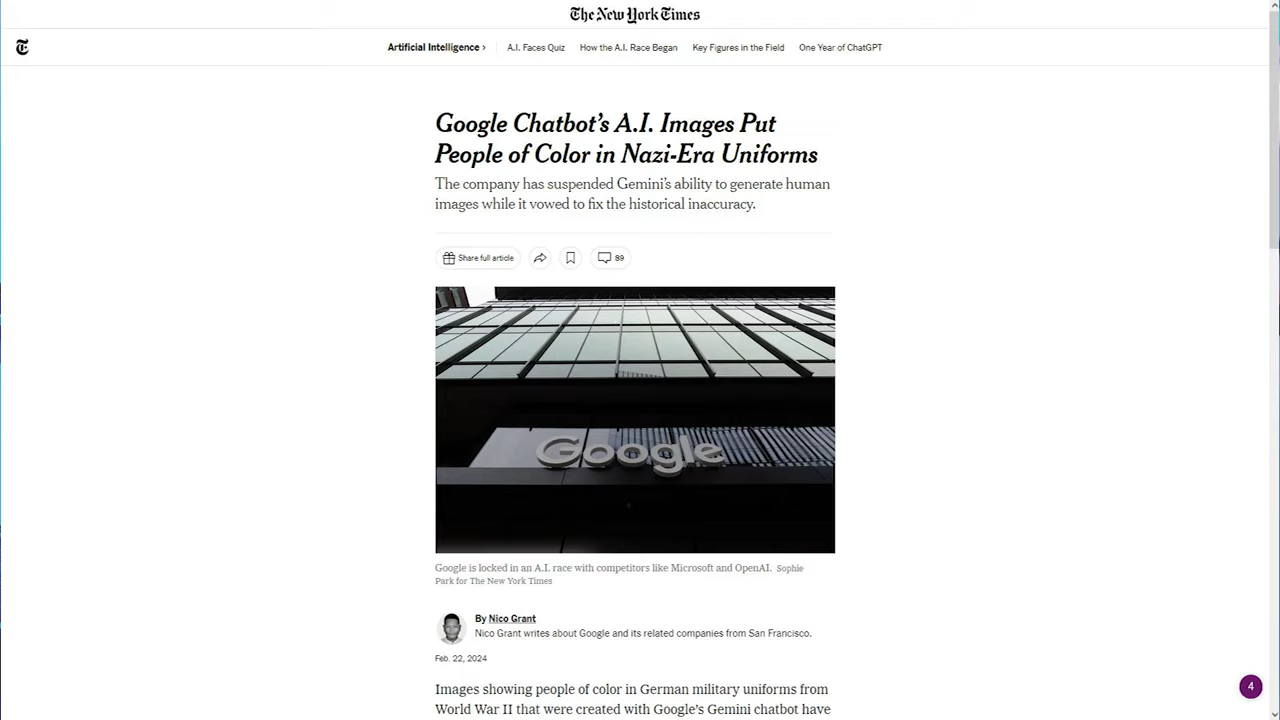 The New York Times
T
Artificial Intelligence › A.I. Faces Quiz How the A.I. Race Began Key Figures in the Field One Year of ChatGPT
Google Chatbot’s A.I. Images Put
People of Color in Nazi-Era Uniforms
The company has suspended Gemini’s ability to generate human
images while it vowed to fix the historical inaccuracy.
Share full article 89
Google
Google is locked in an A.I. race with competitors like Microsoft and OpenAI. Sophie
Park for The New York Times
By Nico Grant
Nico Grant writes about Google and its related companies from San Francisco.
Feb. 22, 2024
4
Images showing people of color in German military uniforms from
World War II that were created with Google’s Gemini chatbot have